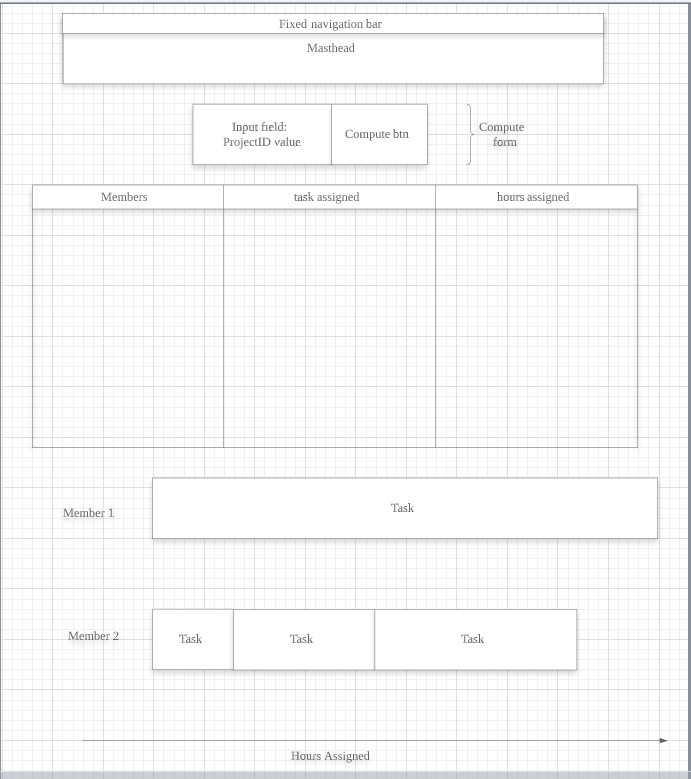 Fixed navigation bar
Masthead
Input field:
ProjectID value
Compute btn
Compute
form
Members
task assigned
hours assigned
Member 1
Task
Member 2
Task
Task
Task
Hours Assigned